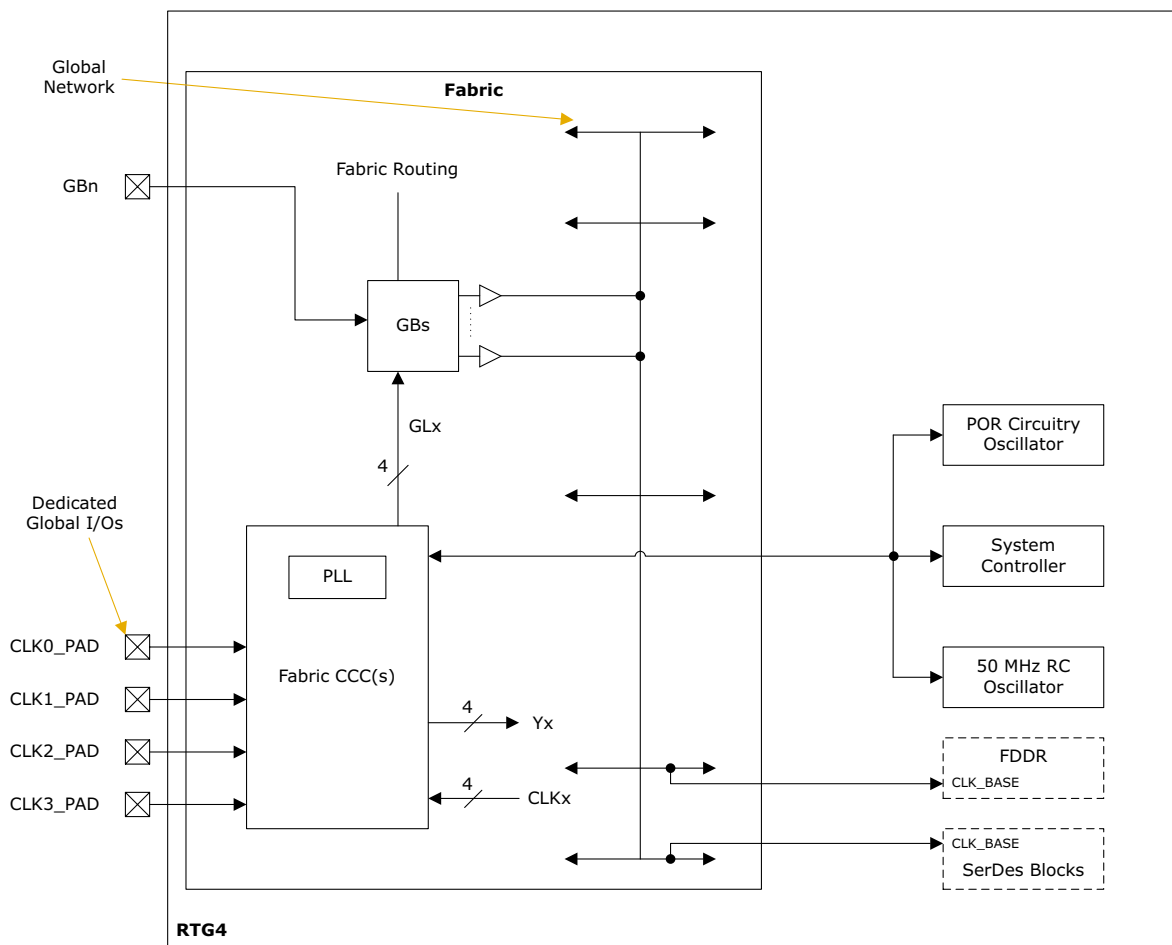 Global
Network
Fabric
GBn
Fabric Routing
GBs
GLx
4
POR Circuitry
Oscillator
Dedicated
Global I/Os
PLL
System
Controller
CLK0_PAD
Fabric CCC(s)
50 MHz RC
Oscillator
CLK1_PAD
4
Yx
CLK2_PAD
FDDR
CLK_BASE
4
CLKx
CLK3_PAD
CLK_BASE
SerDes Blocks
RTG4